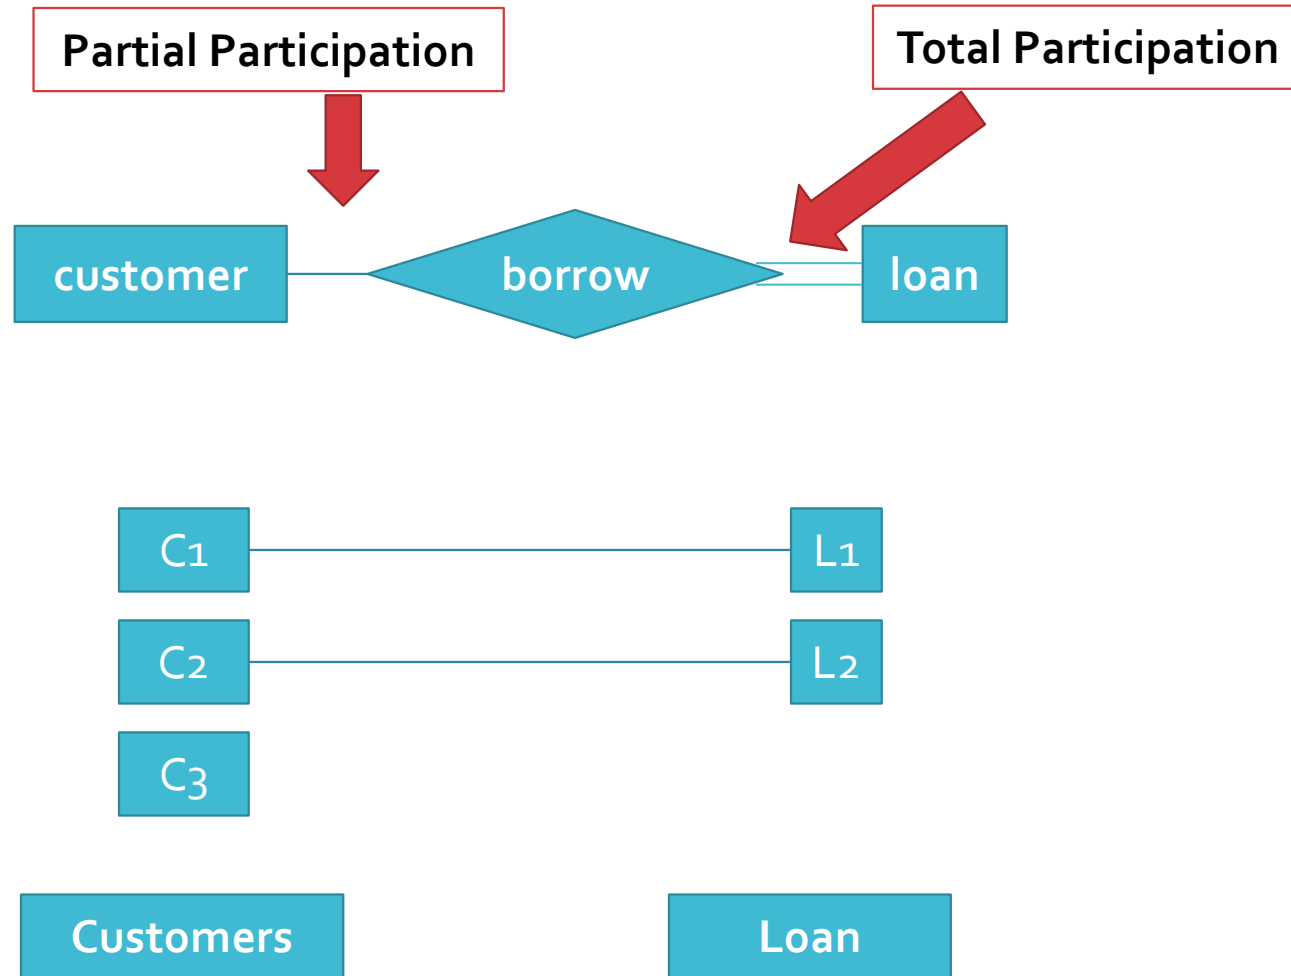 Partial Participation
Total Participation
customer
borrow
loan
C1
L1
C2
L2
C3
Customers
Loan